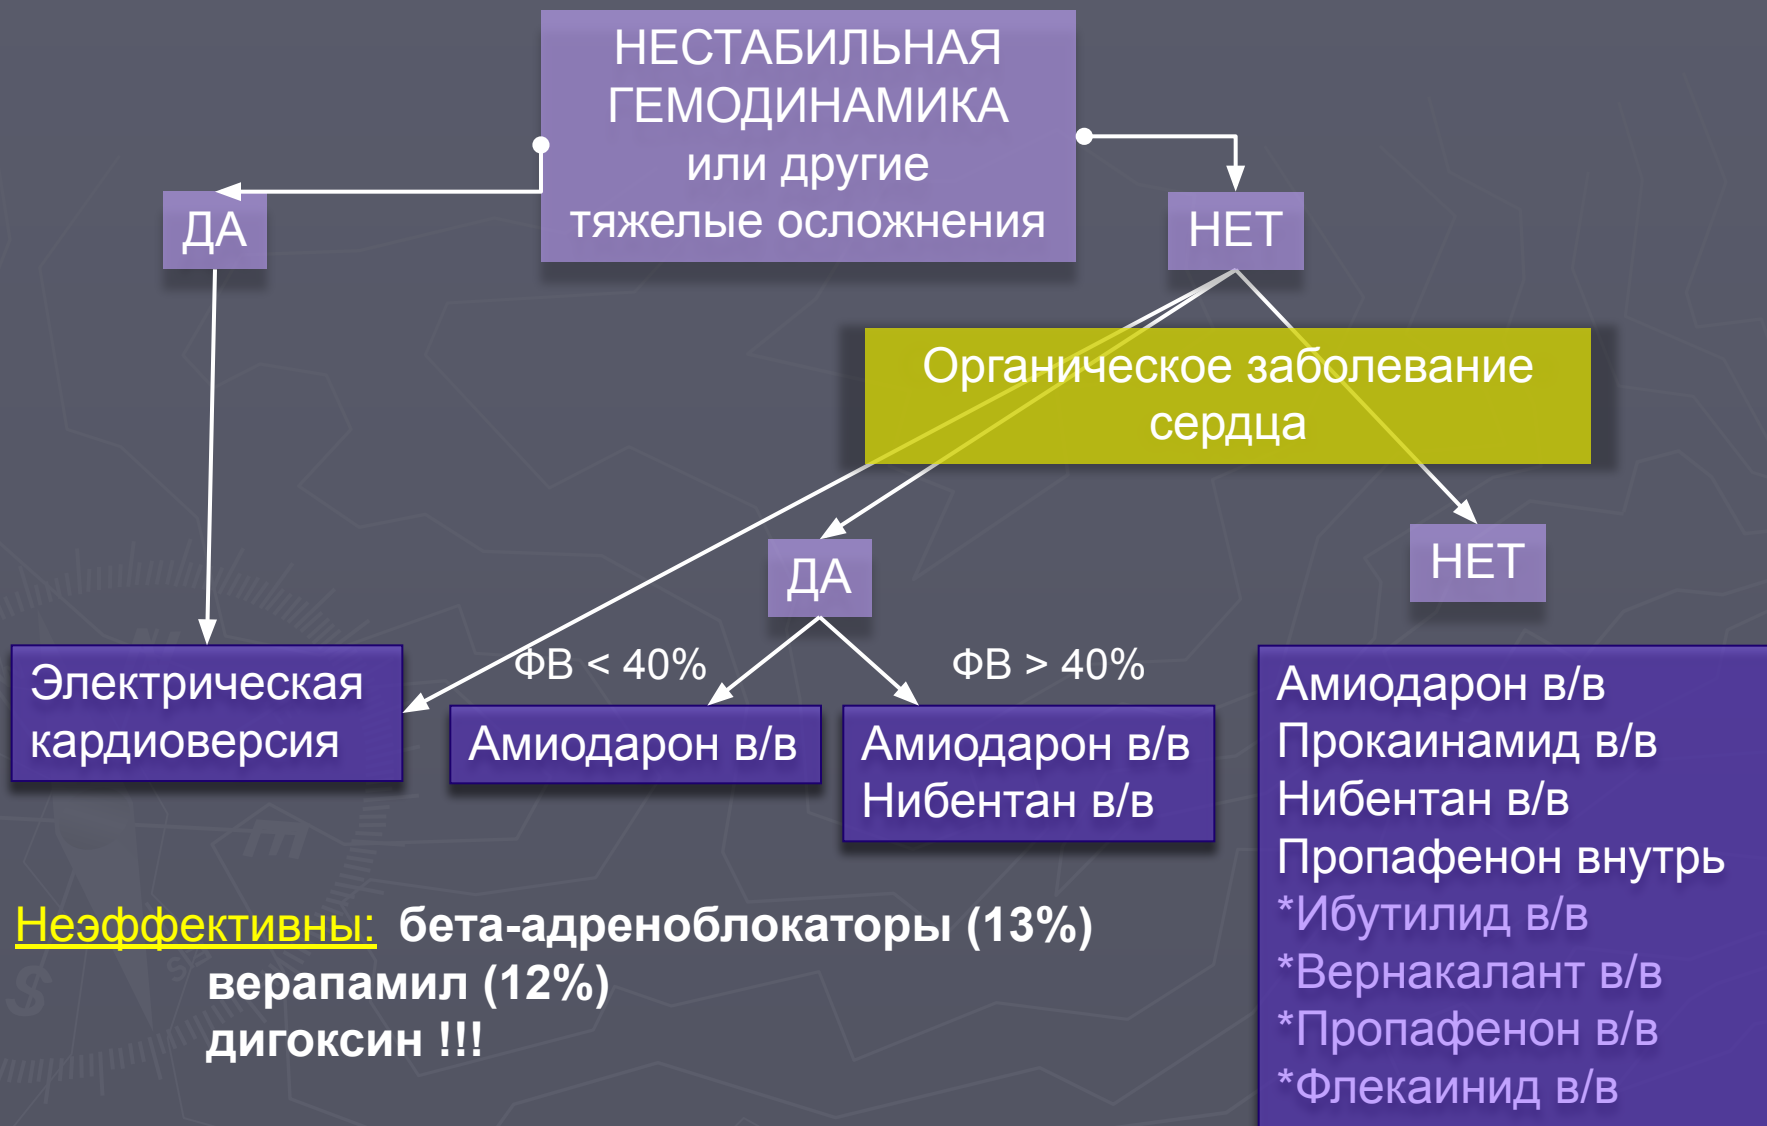 НЕСТАБИЛЬНАЯ
ГЕМОДИНАМИКА
или другие
тяжелые осложнения
ДА
НЕТ
Органическое заболевание
сердца
ДА
НЕТ
ФВ < 40%
ФВ > 40%
Электрическая
кардиоверсия
Амиодарон в/в
Амиодарон в/в
Нибентан в/в
Амиодарон в/в
Прокаинамид в/в
Нибентан в/в
Пропафенон внутрь
*Ибутилид в/в
*Вернакалант в/в
*Пропафенон в/в
*Флекаинид в/в
Неэффективны: бета-адреноблокаторы (13%)
верапамил (12%)
дигоксин !!!
N
E
S